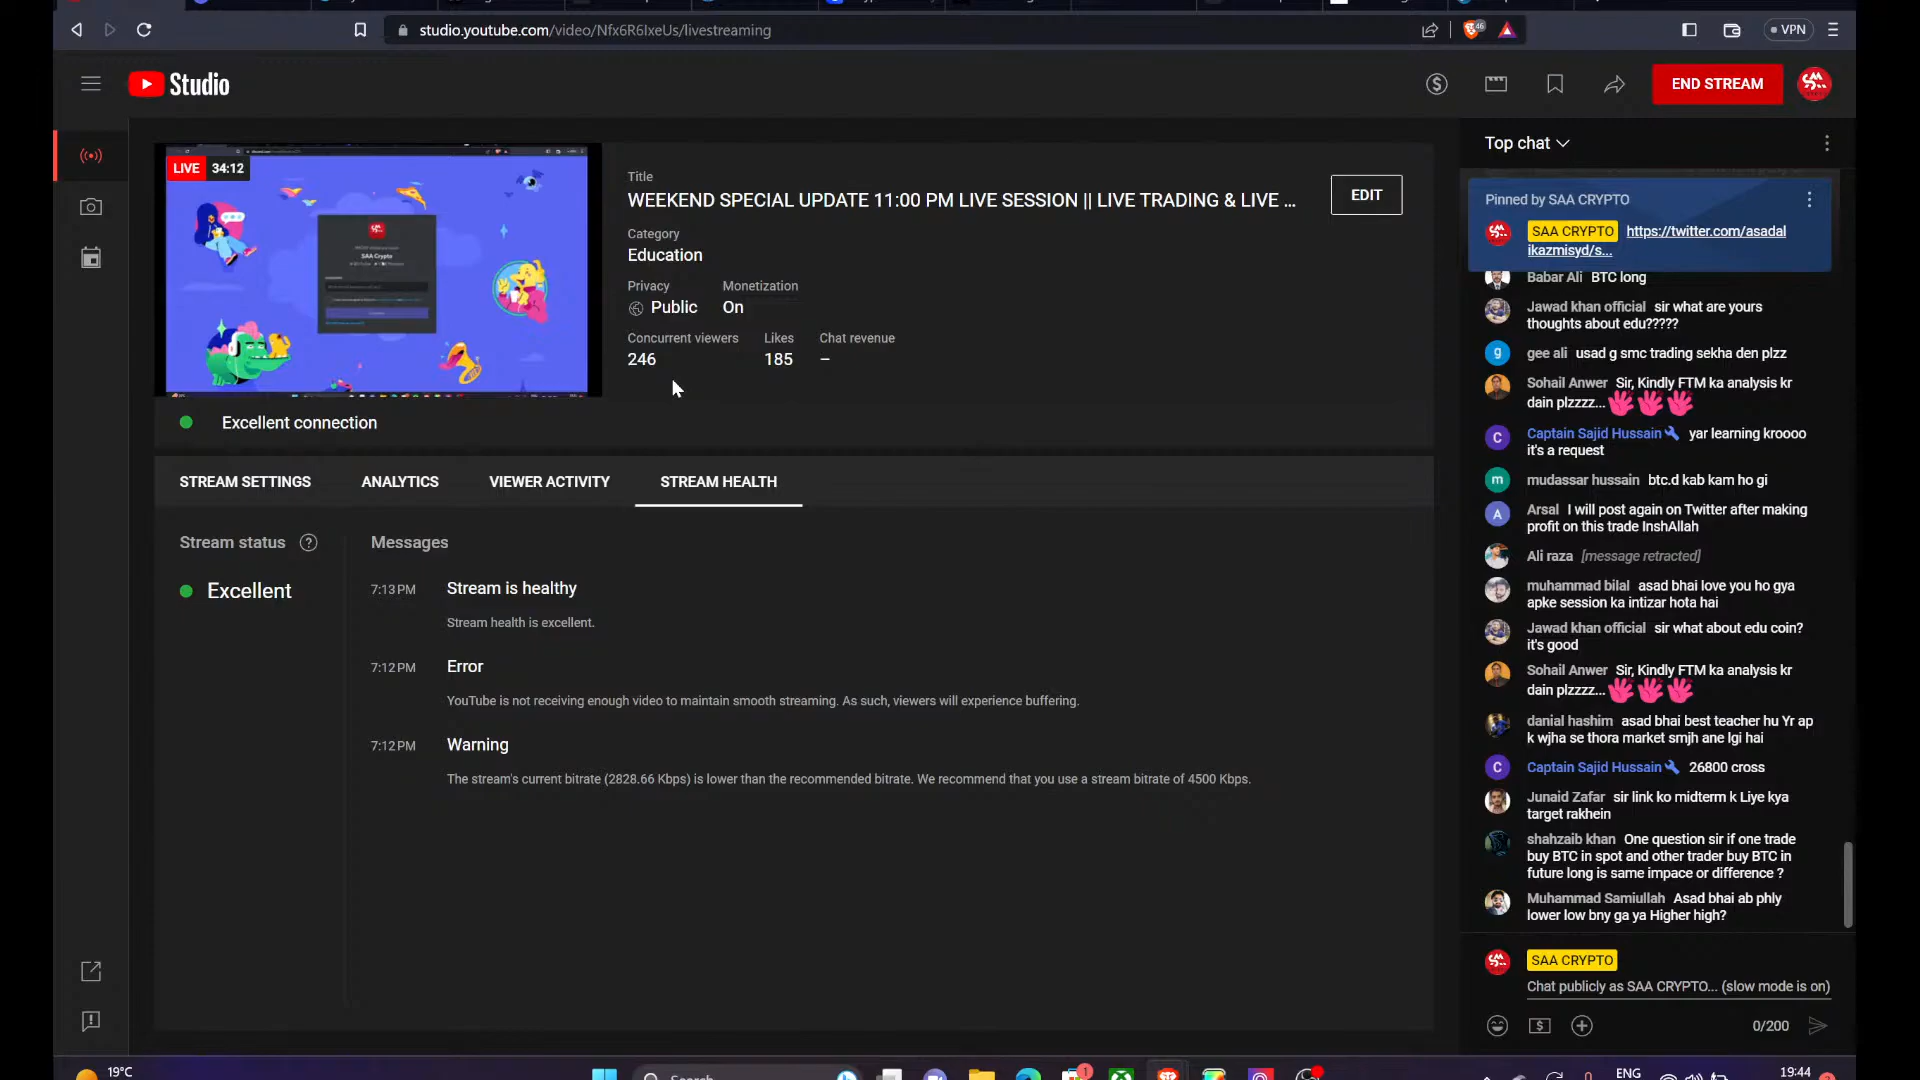 studio.youtube.com/video/Nfx6R6IxeUs/livestreaming
46
VPN
Studio
END STREAM
LIVE 34:12
SAA Crypto
Title
WEEKEND SPECIAL UPDATE 11:00 PM LIVE SESSION || LIVE TRADING & LIVE ...
EDIT
Category
Education
Privacy
Monetization
Public
On
Concurrent viewers
Likes
Chat revenue
246
185
–
Excellent connection
STREAM SETTINGS
ANALYTICS
VIEWER ACTIVITY
STREAM HEALTH
Stream status
Excellent
Messages
7:13 PM
Stream is healthy
Stream health is excellent.
7:12 PM
Error
YouTube is not receiving enough video to maintain smooth streaming. As such, viewers will experience buffering.
7:12 PM
Warning
The stream's current bitrate (2828.66 Kbps) is lower than the recommended bitrate. We recommend that you use a stream bitrate of 4500 Kbps.
Top chat
Pinned by SAA CRYPTO
SAA CRYPTO https://twitter.com/asadal
ikazmisyd/s...
Babar Ali BTC long
Jawad khan official sir what are yours
thoughts about edu?????
g
gee ali usad g smc trading sekha den plzz
Sohail Anwer Sir, Kindly FTM ka analysis kr
dain plzzzz...
C
Captain Sajid Hussain yar learning kroooo
it's a request
m
mudassar hussain btc.d kab kam ho gi
A
Arsal I will post again on Twitter after making
profit on this trade InshAllah
Ali raza [message retracted]
muhammad bilal asad bhai love you ho gya
apke session ka intizar hota hai
Jawad khan official sir what about edu coin?
it's good
Sohail Anwer Sir, Kindly FTM ka analysis kr
dain plzzzz...
danial hashim asad bhai best teacher hu Yr ap
k wjha se thora market smjh ane lgi hai
C
Captain Sajid Hussain 26800 cross
Junaid Zafar sir link ko midterm k Liye kya
target rakhein
shahzaib khan One question sir if one trade
buy BTC in spot and other trader buy BTC in
future long is same impace or difference ?
Muhammad Samiullah Asad bhai ab phly
lower low bny ga ya Higher high?
SAA CRYPTO
Chat publicly as SAA CRYPTO... (slow mode is on)
0/200
19°C
Search
1
ENG
19:44